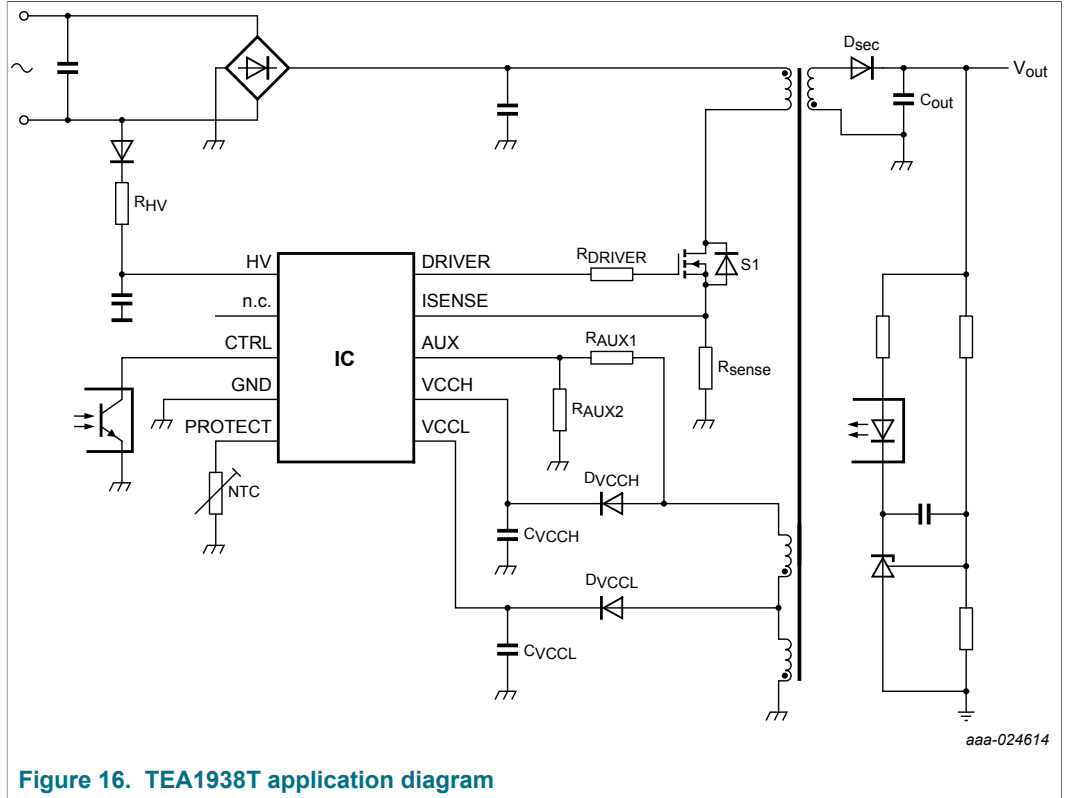 Dsec
Vout
Cout
RHV
HV
DRIVER
RDRIVER
S1
n.c.
ISENSE
CTRL
IC
AUX
RAUX1
Rsense
GND
VCCH
RAUX2
PROTECT
VCCL
NTC
DVCCH
CVCCH
DVCCL
CVCCL
aaa-024614
Figure 16. TEA1938T application diagram